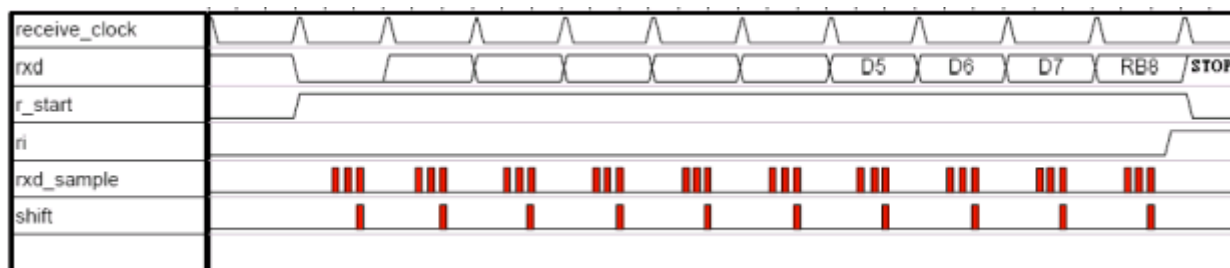 receive_clock
rxd D5 D6 D7 RB8 STOP
r_start
ri
rxd_sample
shift